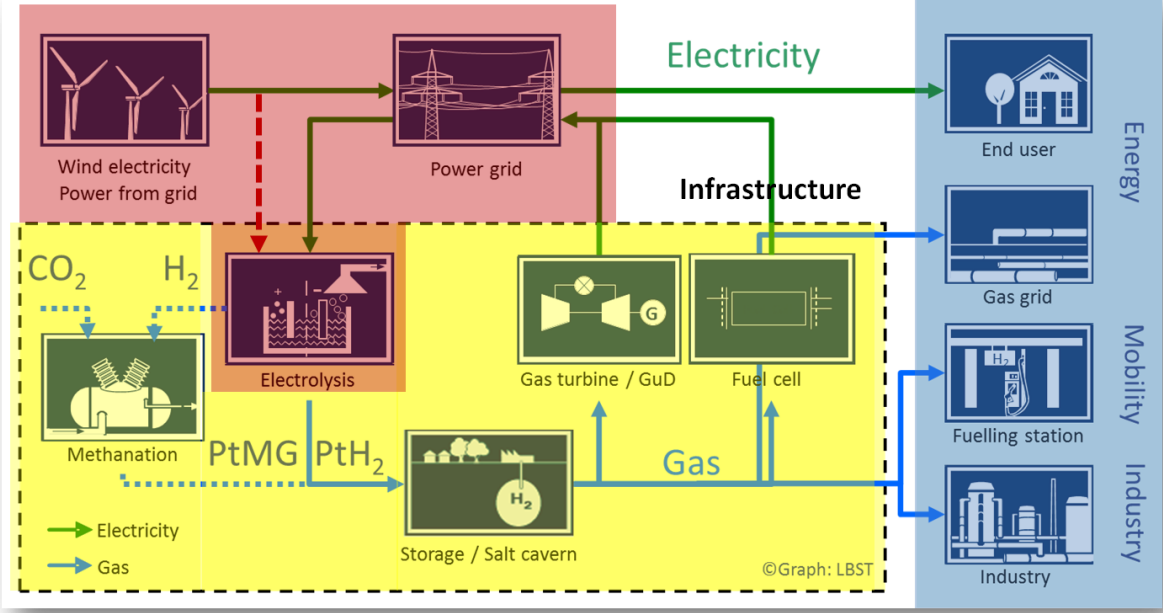 Electricity
Wind electricity
Power from grid
Power grid
End user
Energy
Infrastructure
CO₂
H₂
G
Gas grid
Electrolysis
Gas turbine / GuD
Fuel cell
H₂
Mobility
Methanation
Fuelling station
PtMG
PtH₂
Gas
H₂
Industry
Electricity
Storage / Salt cavern
Gas
©Graph: LBST
Industry